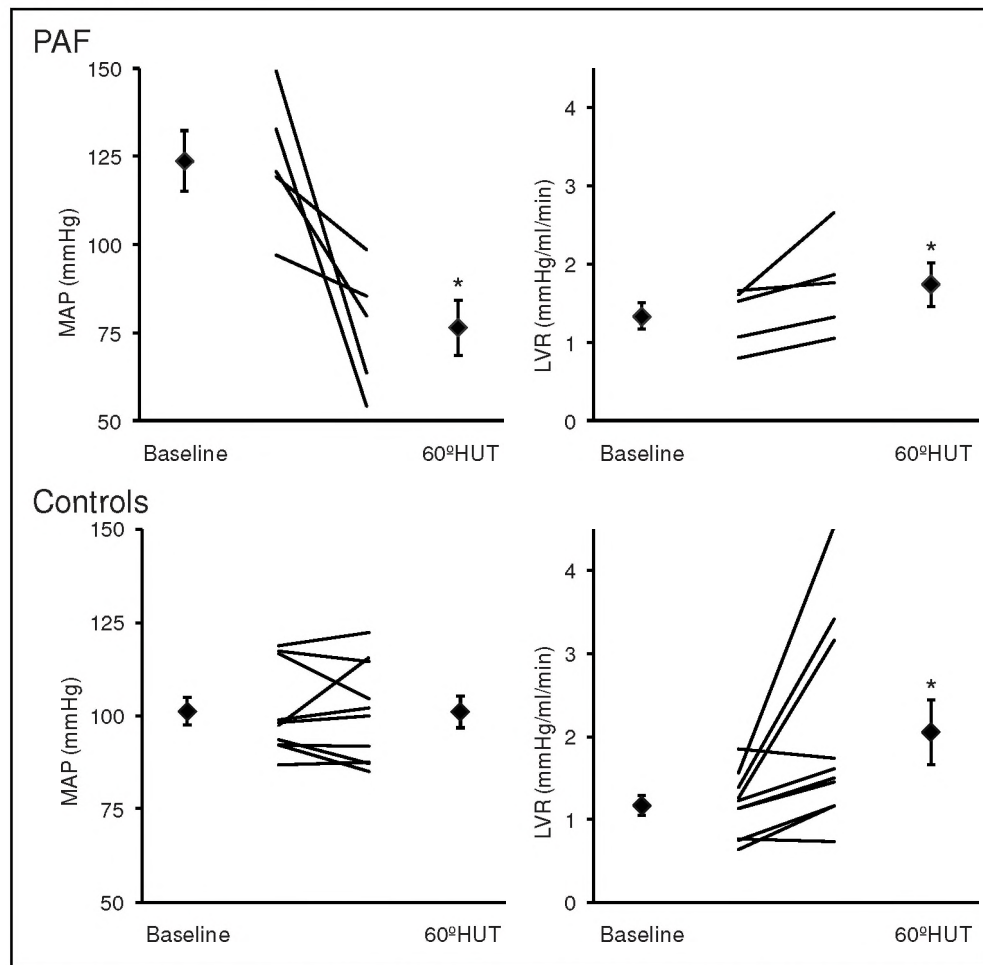 PAF
150
125
100
75
50
MAP (mmHg)
*
Baseline
60ºHUT
4
3
2
1
0
LVR (mmHg/ml/min)
*
Baseline
60ºHUT
Controls
150
125
100
75
50
MAP (mmHg)
Baseline
60ºHUT
4
3
2
1
0
LVR (mmHg/ml/min)
*
Baseline
60ºHUT